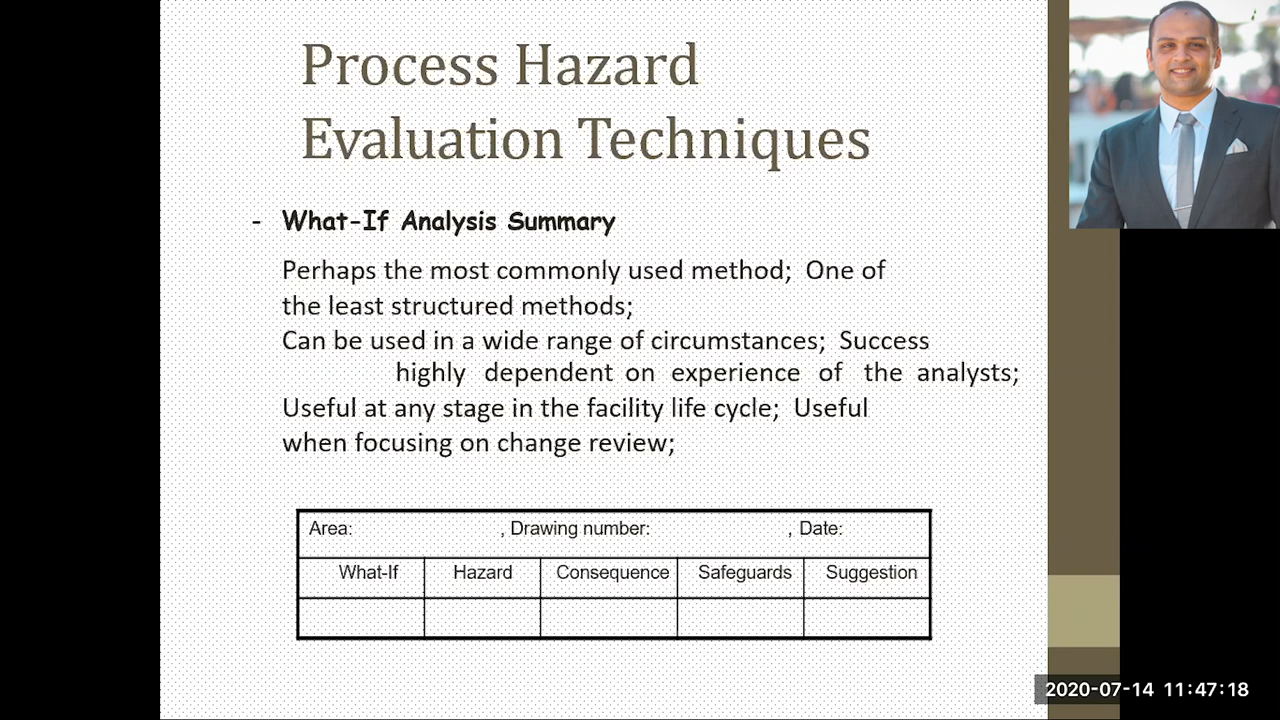 Process Hazard
Evaluation Techniques
- What-If Analysis Summary
Perhaps the most commonly used method; One of
the least structured methods;
Can be used in a wide range of circumstances; Success
highly dependent on experience of the analysts;
Useful at any stage in the facility life cycle; Useful
when focusing on change review;
Area: , Drawing number: , Date:
What-If Hazard Consequence Safeguards Suggestion
2020-07-14 11:47:18